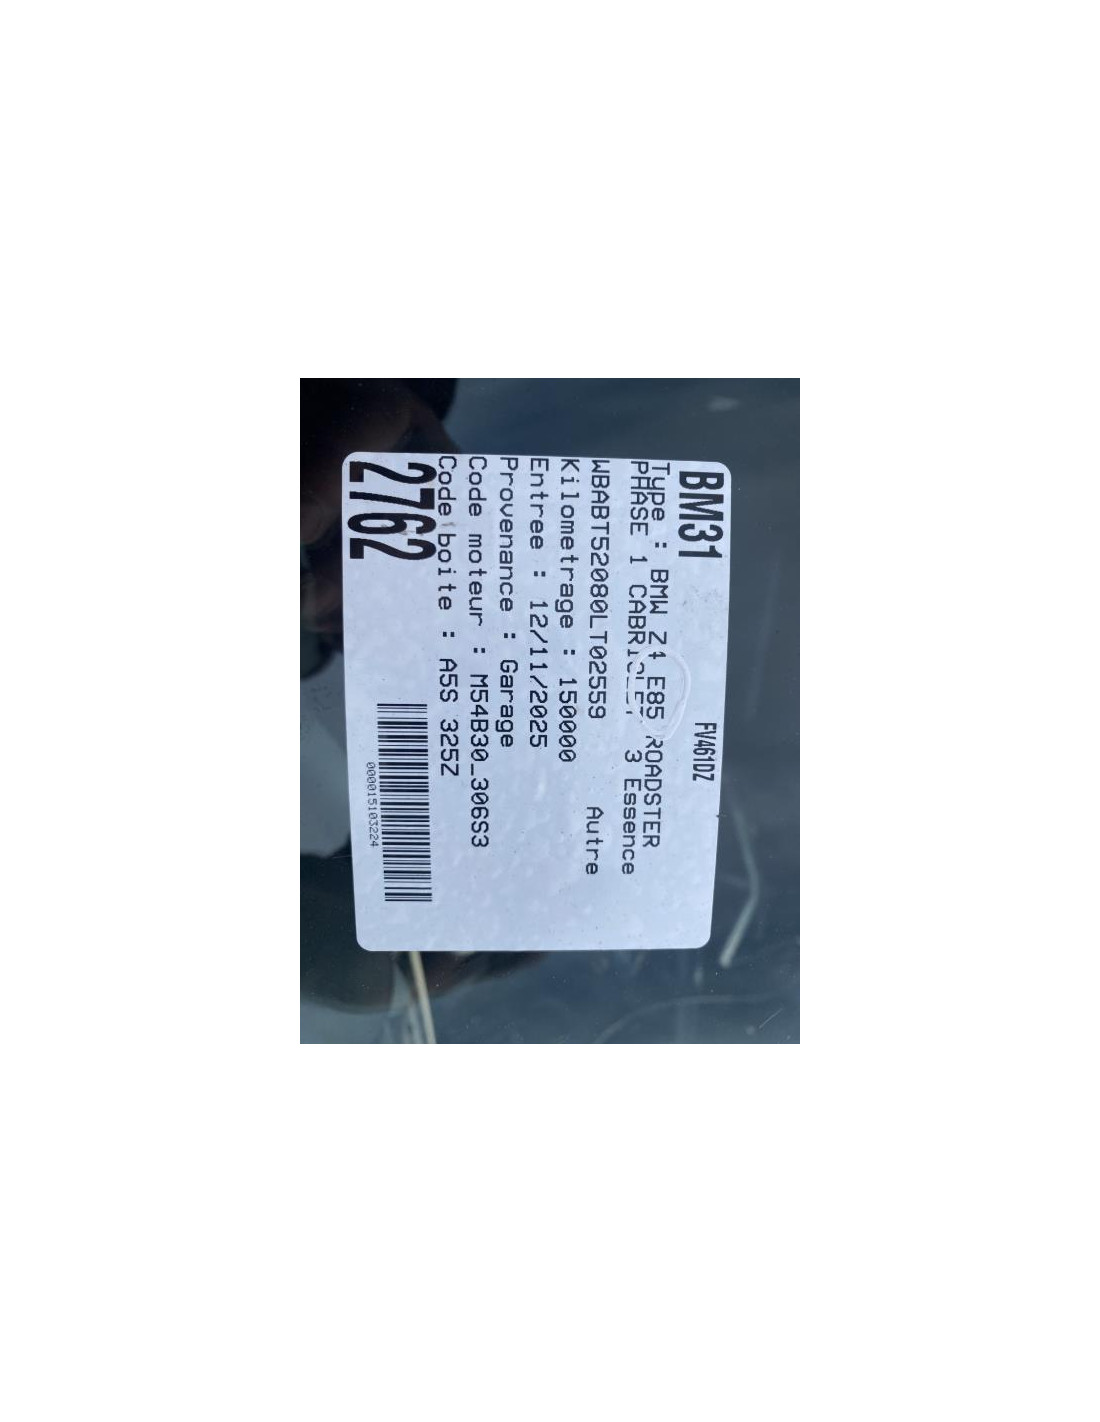 BM31 FV461DZ
Type : BMW Z4 E85 ROADSTER
PHASE 1 CABRIOLET 3 Essence
WBABT52080LT02559 Autre
Kilometrage : 150000
Entree : 12/11/2025
Provenance : Garage
Code moteur : M54B30_306S3
Code boite : A5S 325Z
2762
000015103224